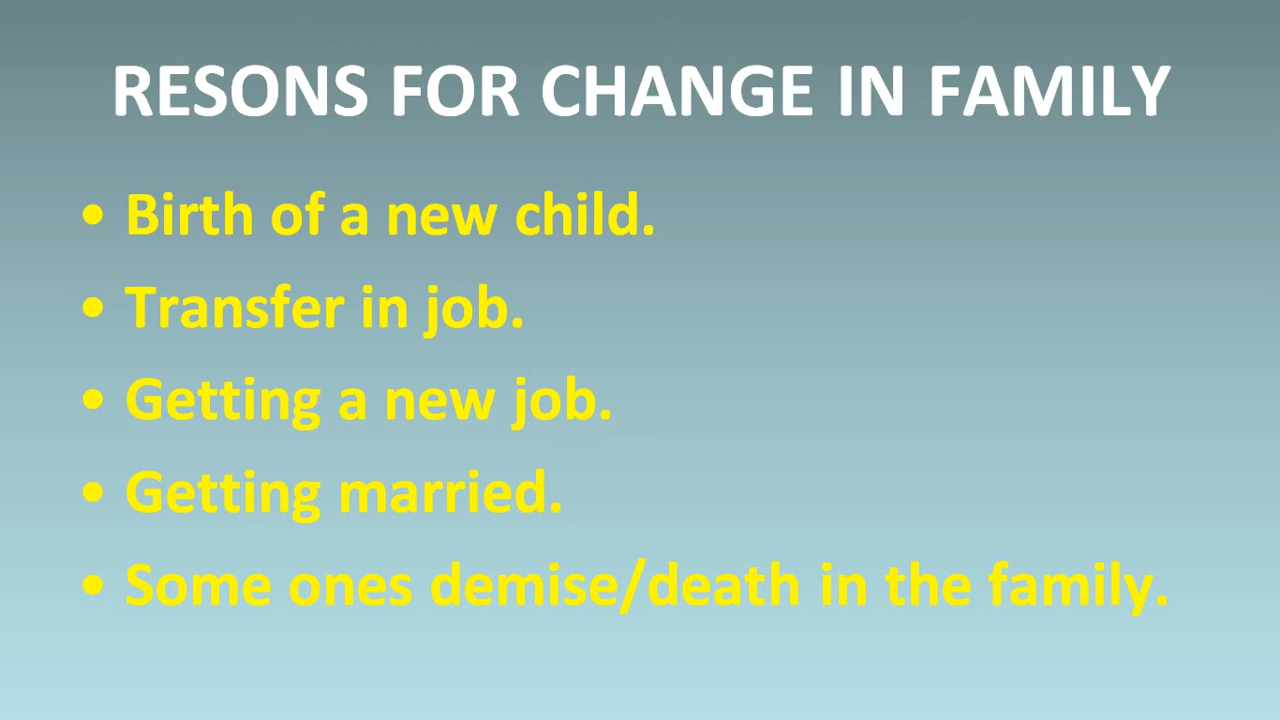 RESONS FOR CHANGE IN FAMILY
• Birth of a new child.
• Transfer in job.
• Getting a new job.
• Getting married.
• Some ones demise/death in the family.